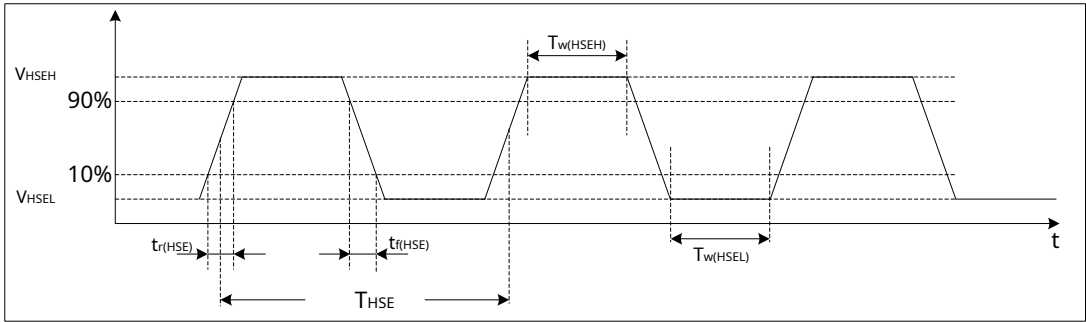 Tw(HSEH)
VHSEH
90%
10%
VHSEL
t
tr(HSE)
tf(HSE)
Tw(HSEL)
THSE